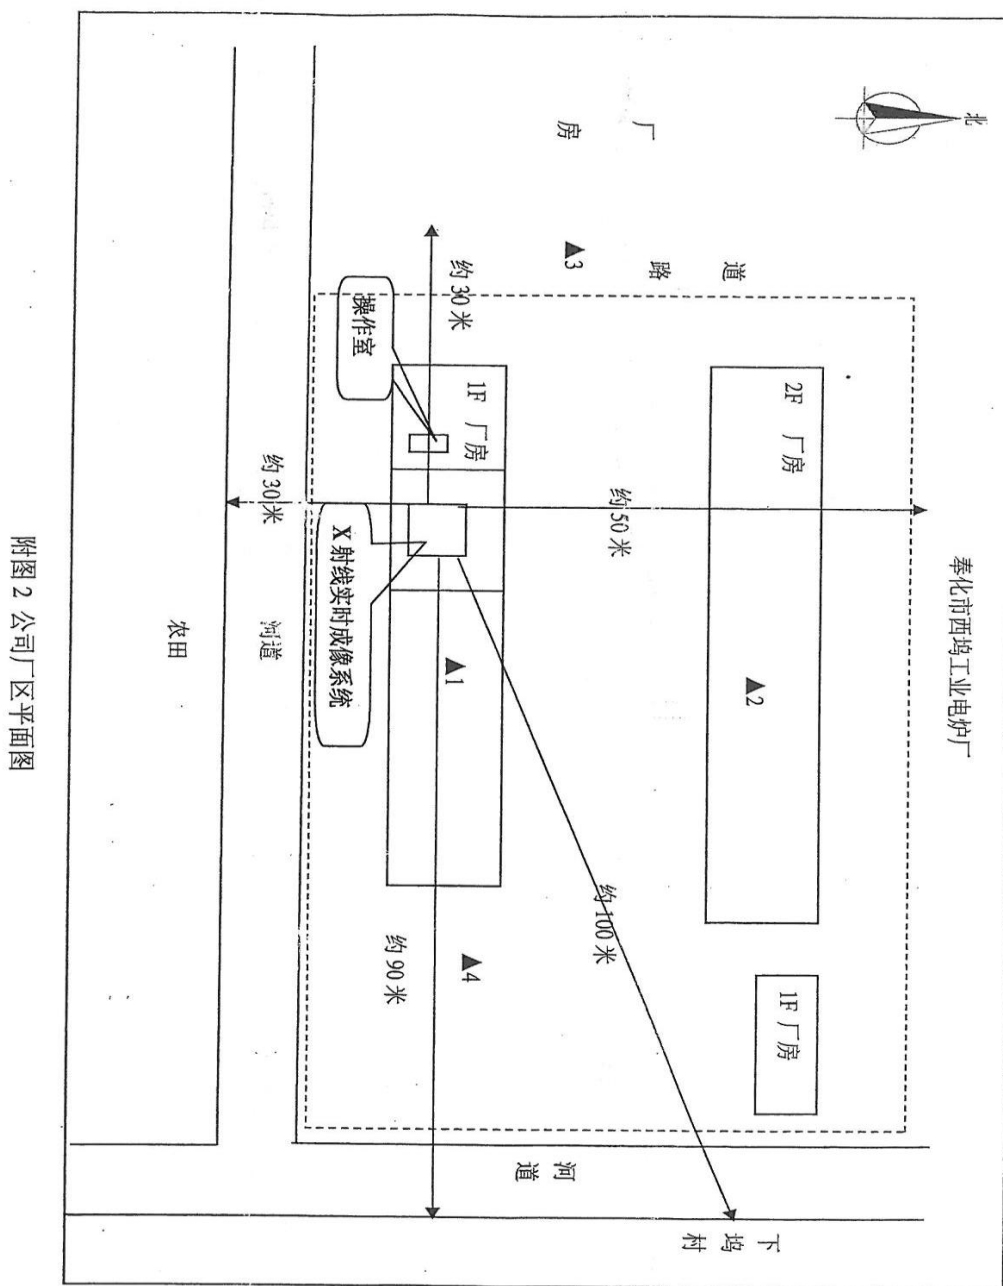 北
奉化市西坞工业电炉厂
2F 厂房
1F 厂房
▲2
下坞村
道路
厂房
▲3
约 50 米
约 100 米
河道
1F 厂房
▲4
约 30 米
▲1
约 90 米
操作室
X 射线实时成像系统
约 30 米
河道
农田
附图 2 公司厂区平面图